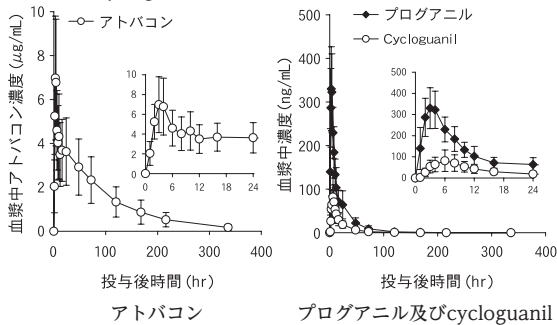 アトバコン
血漿中アトバコン濃度 (μg/mL)
10
8
6
4
2
0
10
8
6
4
2
0
0 6 12 18 24
0 100 200 300 400
投与後時間 (hr)
アトバコン
プログアニル
Cycloguanil
血漿中濃度 (ng/mL)
500
400
300
200
100
0
500
400
300
200
100
0
0 6 12 18 24
0 100 200 300 400
投与後時間 (hr)
プログアニル及びcycloguanil